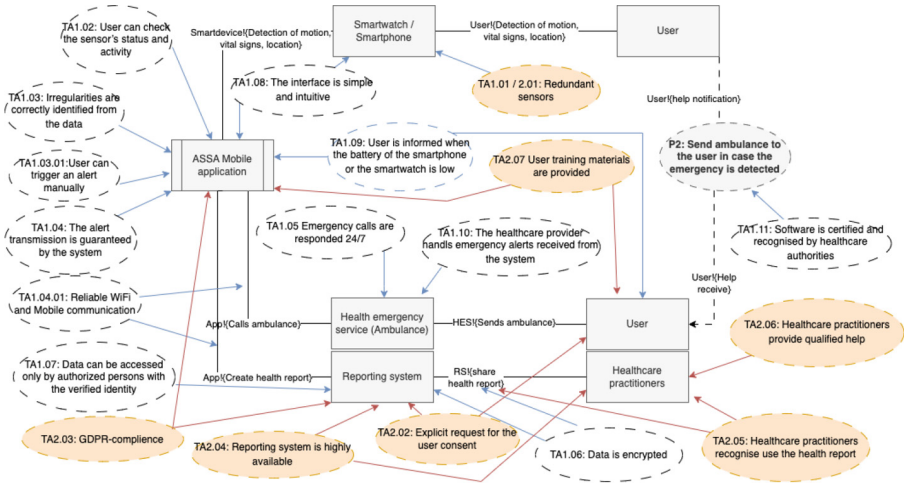 TA1.02: User can check
the sensor's status and
activity
Smartdevice!{Detection of motion,
vital signs, location}
Smartwatch /
Smartphone
User!{Detection of motion,
vital signs, location}
User
TA1.08: The interface is simple
and intuitive
TA1.01 / 2.01: Redundant
sensors
User!{help notification}
TA1.03: Irregularities are
correctly identified from
the data
TA1.03.01:User can
trigger an alert
manually
ASSA Mobile
application
TA1.09: User is informed when
the battery of the smartphone
or the smartwatch is low
TA2.07 User training materials
are provided
P2: Send ambulance to
the user in case the
emergency is detected
TA1.04: The alert
transmission is guaranteed
by the system
TA1.05 Emergency calls are
responded 24/7
TA1.10: The healthcare provider
handls emergency alerts received from
the system
TA1.11: Software is certified and
recognised by healthcare
authorities
User!{Help
receive}
TA1.04.01: Reliable WiFi
and Mobile communication
App!{Calls ambulance}
Health emergency
service (Ambulance)
HES!{Sends ambulance}
User
TA2.06: Healthcare practitioners
provide qualified help
TA1.07: Data can be accessed
only by authorized persons with
the verified identity
App!{Create health report}
Reporting system
RS!{share
health report}
Healthcare
practitioners
TA2.03: GDPR-complience
TA2.04: Reporting system is highly
available
TA2.02: Explicit request for the
user consent
TA1.06: Data is encrypted
TA2.05: Healthcare practitioners
recognise use the health report